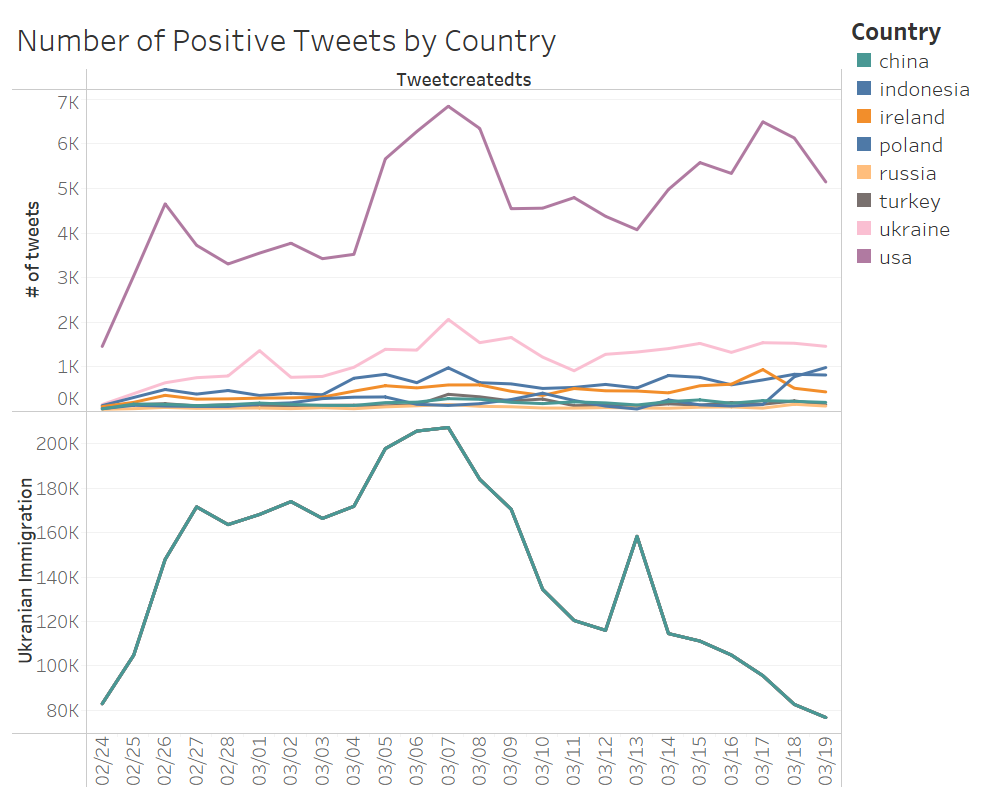 Number of Positive Tweets by Country
Country
china
indonesia
ireland
poland
russia
turkey
ukraine
usa
Tweetcreatedts
# of tweets
7K
6K
5K
4K
3K
2K
1K
0K
Ukranian Immigration
200K
180K
160K
140K
120K
100K
80K
02/24
02/25
02/26
02/27
02/28
03/01
03/02
03/03
03/04
03/05
03/06
03/07
03/08
03/09
03/10
03/11
03/12
03/13
03/14
03/15
03/16
03/17
03/18
03/19